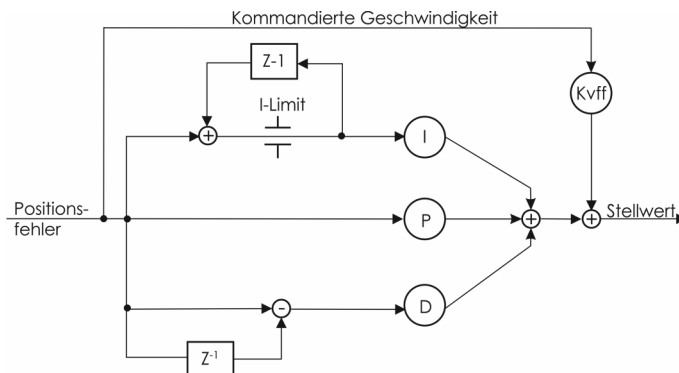 Kommandierte Geschwindigkeit
Z-1
Kvff
I-Limit
+
I
Positions-
fehler
P
+
+
Stellwert
-
D
Z-1